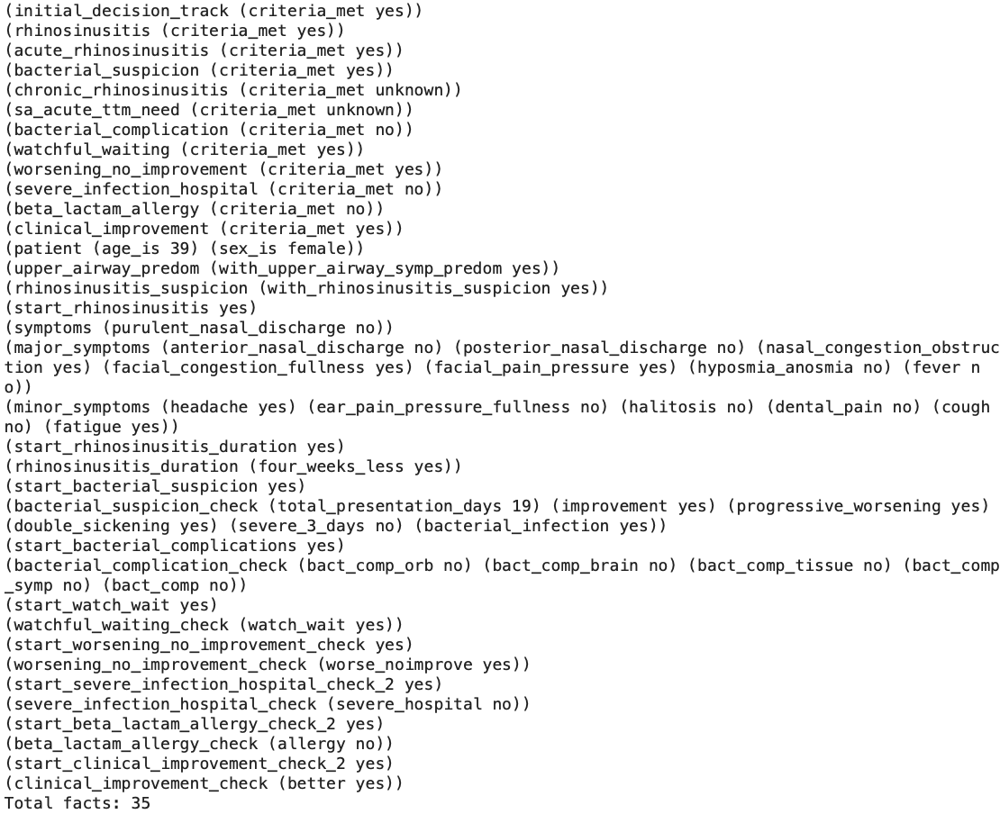 (initial_decision_track (criteria_met yes))
(rhinosinusitis (criteria_met yes))
(acute_rhinosinusitis (criteria_met yes))
(bacterial_suspicion (criteria_met yes))
(chronic_rhinosinusitis (criteria_met unknown))
(sa_acute_ttm_need (criteria_met unknown))
(bacterial_complication (criteria_met no))
(watchful_waiting (criteria_met yes))
(worsening_no_improvement (criteria_met yes))
(severe_infection_hospital (criteria_met no))
(beta_lactam_allergy (criteria_met no))
(clinical_improvement (criteria_met yes))
(patient (age_is 39) (sex_is female))
(upper_airway_predom (with_upper_airway_symp_predom yes))
(rhinosinusitis_suspicion (with_rhinosinusitis_suspicion yes))
(start_rhinosinusitis yes)
(symptoms (purulent_nasal_discharge no))
(major_symptoms (anterior_nasal_discharge no) (posterior_nasal_discharge no) (nasal_congestion_obstruc
tion yes) (facial_congestion_fullness yes) (facial_pain_pressure yes) (hyposmia_anosmia no) (fever n
o))
(minor_symptoms (headache yes) (ear_pain_pressure_fullness no) (halitosis no) (dental_pain no) (cough
no) (fatigue yes))
(start_rhinosinusitis_duration yes)
(rhinosinusitis_duration (four_weeks_less yes))
(start_bacterial_suspicion yes)
(bacterial_suspicion_check (total_presentation_days 19) (improvement yes) (progressive_worsening yes)
(double_sickening yes) (severe_3_days no) (bacterial_infection yes))
(start_bacterial_complications yes)
(bacterial_complication_check (bact_comp_orb no) (bact_comp_brain no) (bact_comp_tissue no) (bact_comp
_symp no) (bact_comp no))
(start_watch_wait yes)
(watchful_waiting_check (watch_wait yes))
(start_worsening_no_improvement_check yes)
(worsening_no_improvement_check (worse_noimprove yes))
(start_severe_infection_hospital_check_2 yes)
(severe_infection_hospital_check (severe_hospital no))
(start_beta_lactam_allergy_check_2 yes)
(beta_lactam_allergy_check (allergy no))
(start_clinical_improvement_check_2 yes)
(clinical_improvement_check (better yes))
Total facts: 35